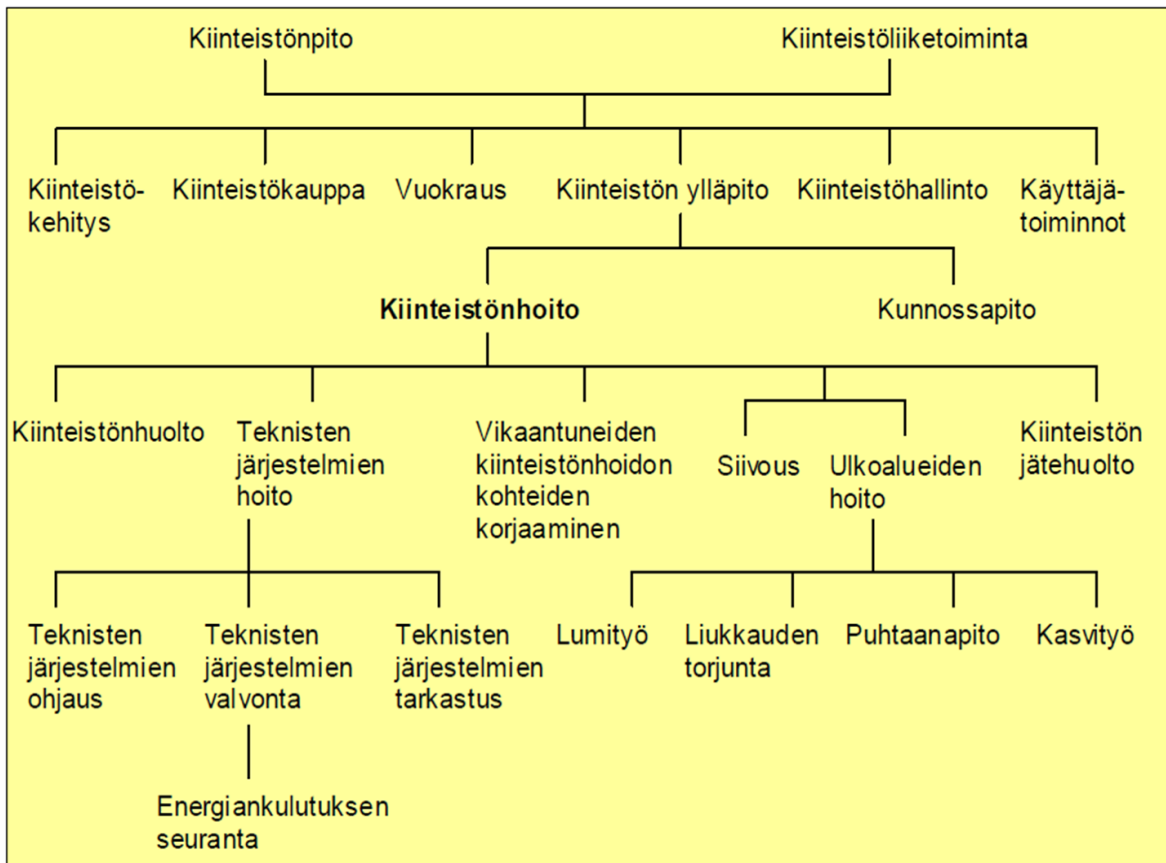 Kiinteistönpito
Kiinteistöliiketoiminta
Kiinteistö-
kehitys
Kiinteistökauppa
Vuokraus
Kiinteistön ylläpito
Kiinteistöhallinto
Käyttäjä-
toiminnot
Kiinteistönhoito
Kunnossapito
Kiinteistönhuolto
Teknisten
järjestelmien
hoito
Vikaantuneiden
kiinteistönhoidon
kohteiden
korjaaminen
Siivous
Ulkoalueiden
hoito
Kiinteistön
jätehuolto
Teknisten
järjestelmien
ohjaus
Teknisten
järjestelmien
valvonta
Teknisten
järjestelmien
tarkastus
Lumityö
Liukkauden
torjunta
Puhtaanapito
Kasvityö
Energiankulutuksen
seuranta